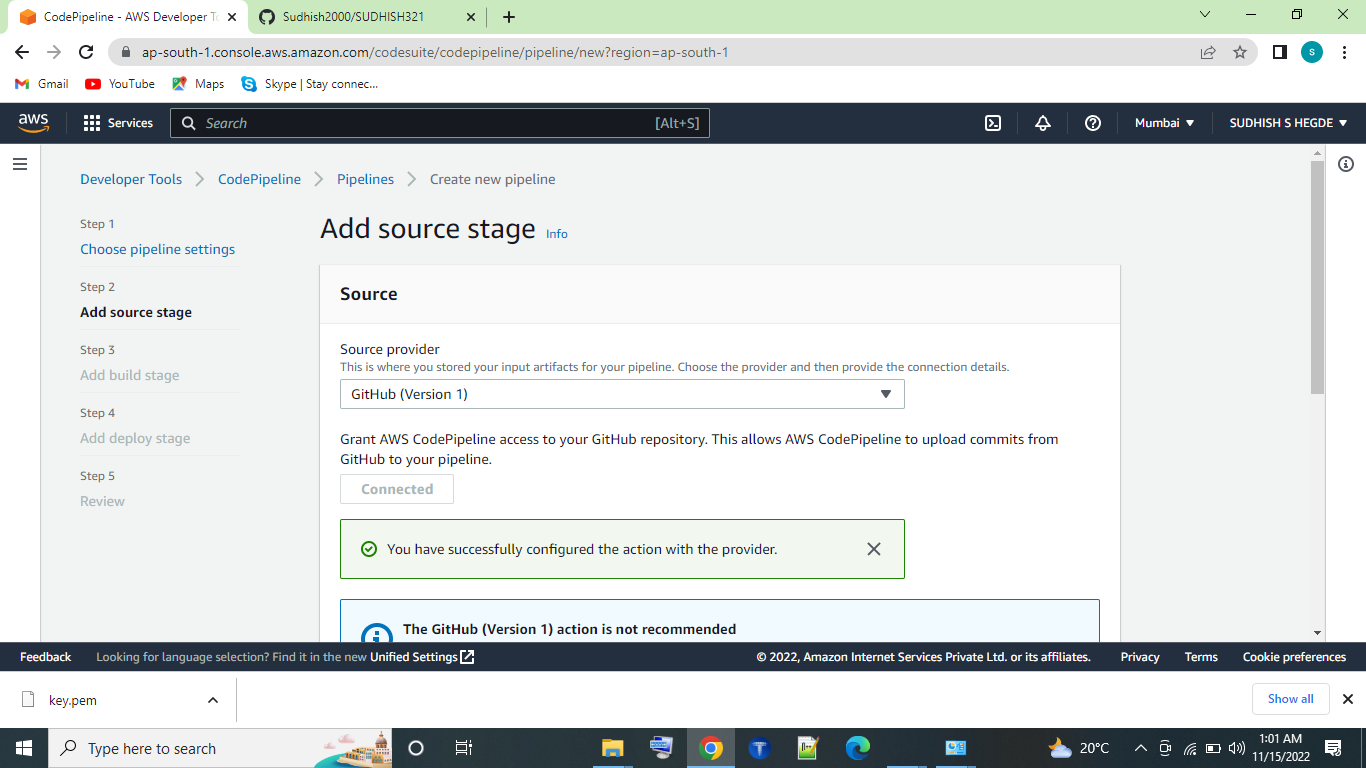 CodePipeline - AWS Developer To
Sudhish2000/SUDHISH321
ap-south-1.console.aws.amazon.com/codesuite/codepipeline/pipeline/new?region=ap-south-1
S
Gmail
YouTube
Maps
Skype | Stay connec...
aws
Services
Search
[Alt+S]
Mumbai
SUDHISH S HEGDE
Developer Tools
CodePipeline
Pipelines
Create new pipeline
Step 1
Choose pipeline settings
Step 2
Add source stage
Step 3
Add build stage
Step 4
Add deploy stage
Step 5
Review
Add source stage Info
Source
Source provider
This is where you stored your input artifacts for your pipeline. Choose the provider and then provide the connection details.
GitHub (Version 1)
Grant AWS CodePipeline access to your GitHub repository. This allows AWS CodePipeline to upload commits from
GitHub to your pipeline.
Connected
You have successfully configured the action with the provider.
The GitHub (Version 1) action is not recommended
Feedback
Looking for language selection? Find it in the new Unified Settings
© 2022, Amazon Internet Services Private Ltd. or its affiliates.
Privacy
Terms
Cookie preferences
key.pem
Show all
Type here to search
20°C
1:01 AM
11/15/2022